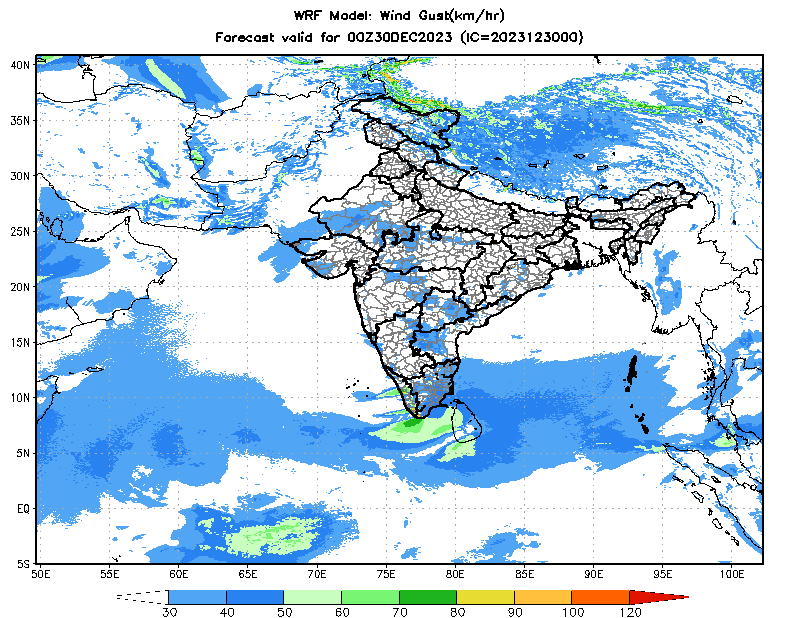 WRF Model: Wind Gust(km/hr)
Forecast valid for 00Z30DEC2023 (IC=2023123000)
40N
35N
30N
25N
20N
15N
10N
5N
EQ
5S
50E 55E 60E 65E 70E 75E 80E 85E 90E 95E 100E
30 40 50 60 70 80 90 100 120